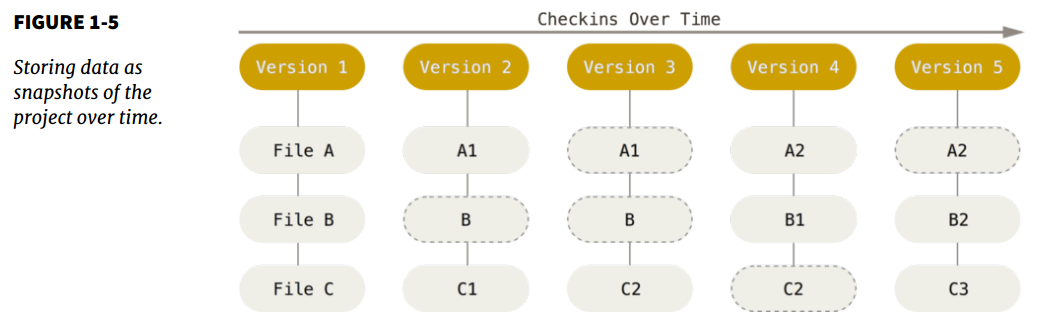 FIGURE 1-5
Storing data as
snapshots of the
project over time.
Checkins Over Time
Version 1 Version 2 Version 3 Version 4 Version 5
File A A1 A1 A2 A2
File B B B B1 B2
File C C1 C2 C2 C3